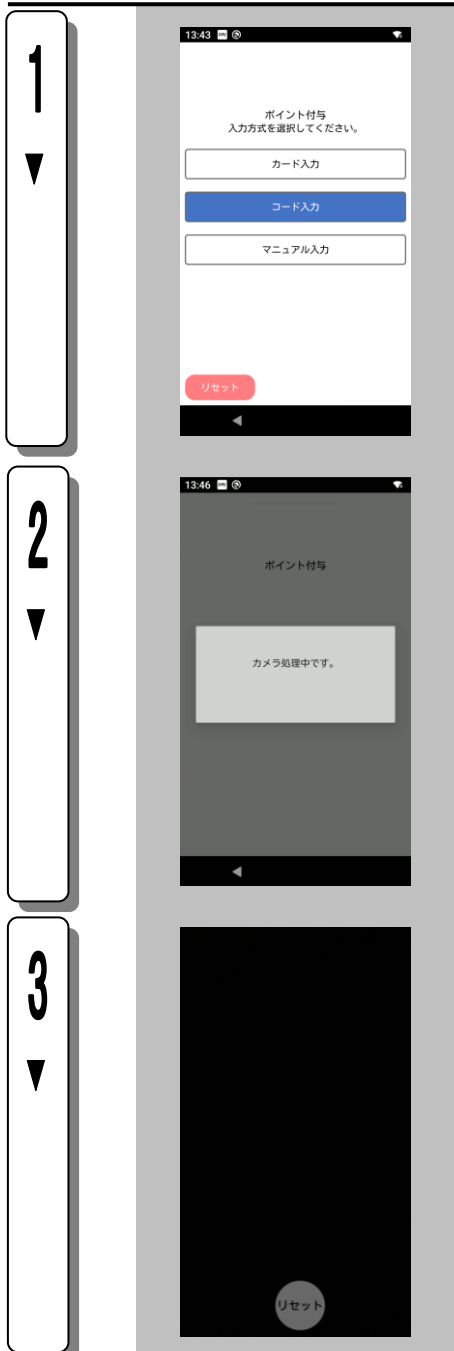 1
▼
13:43
ポイント付与
入力方式を選択してください。
カード入力
コード入力
マニュアル入力
リセット
2
▼
13:46
ポイント付与
カメラ処理中です。
3
▼
リセット